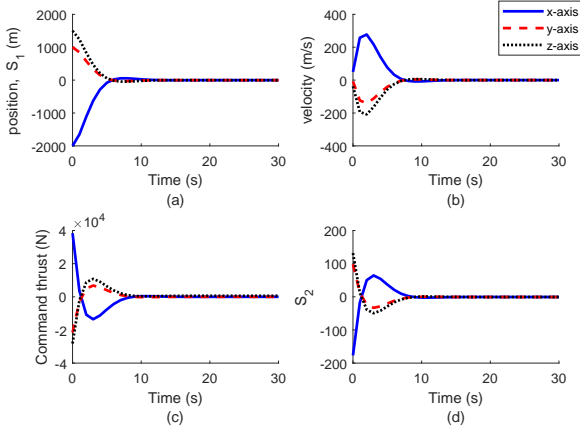 x-axis
y-axis
z-axis
position, S1 (m)
2000
1000
0
-1000
-2000
0 10 20 30
Time (s)
(a)
velocity (m/s)
400
200
0
-200
-400
0 10 20 30
Time (s)
(b)
Command thrust (N)
×10^4
4
2
0
-2
-4
0 10 20 30
Time (s)
(c)
S2
200
100
0
-100
-200
0 10 20 30
Time (s)
(d)